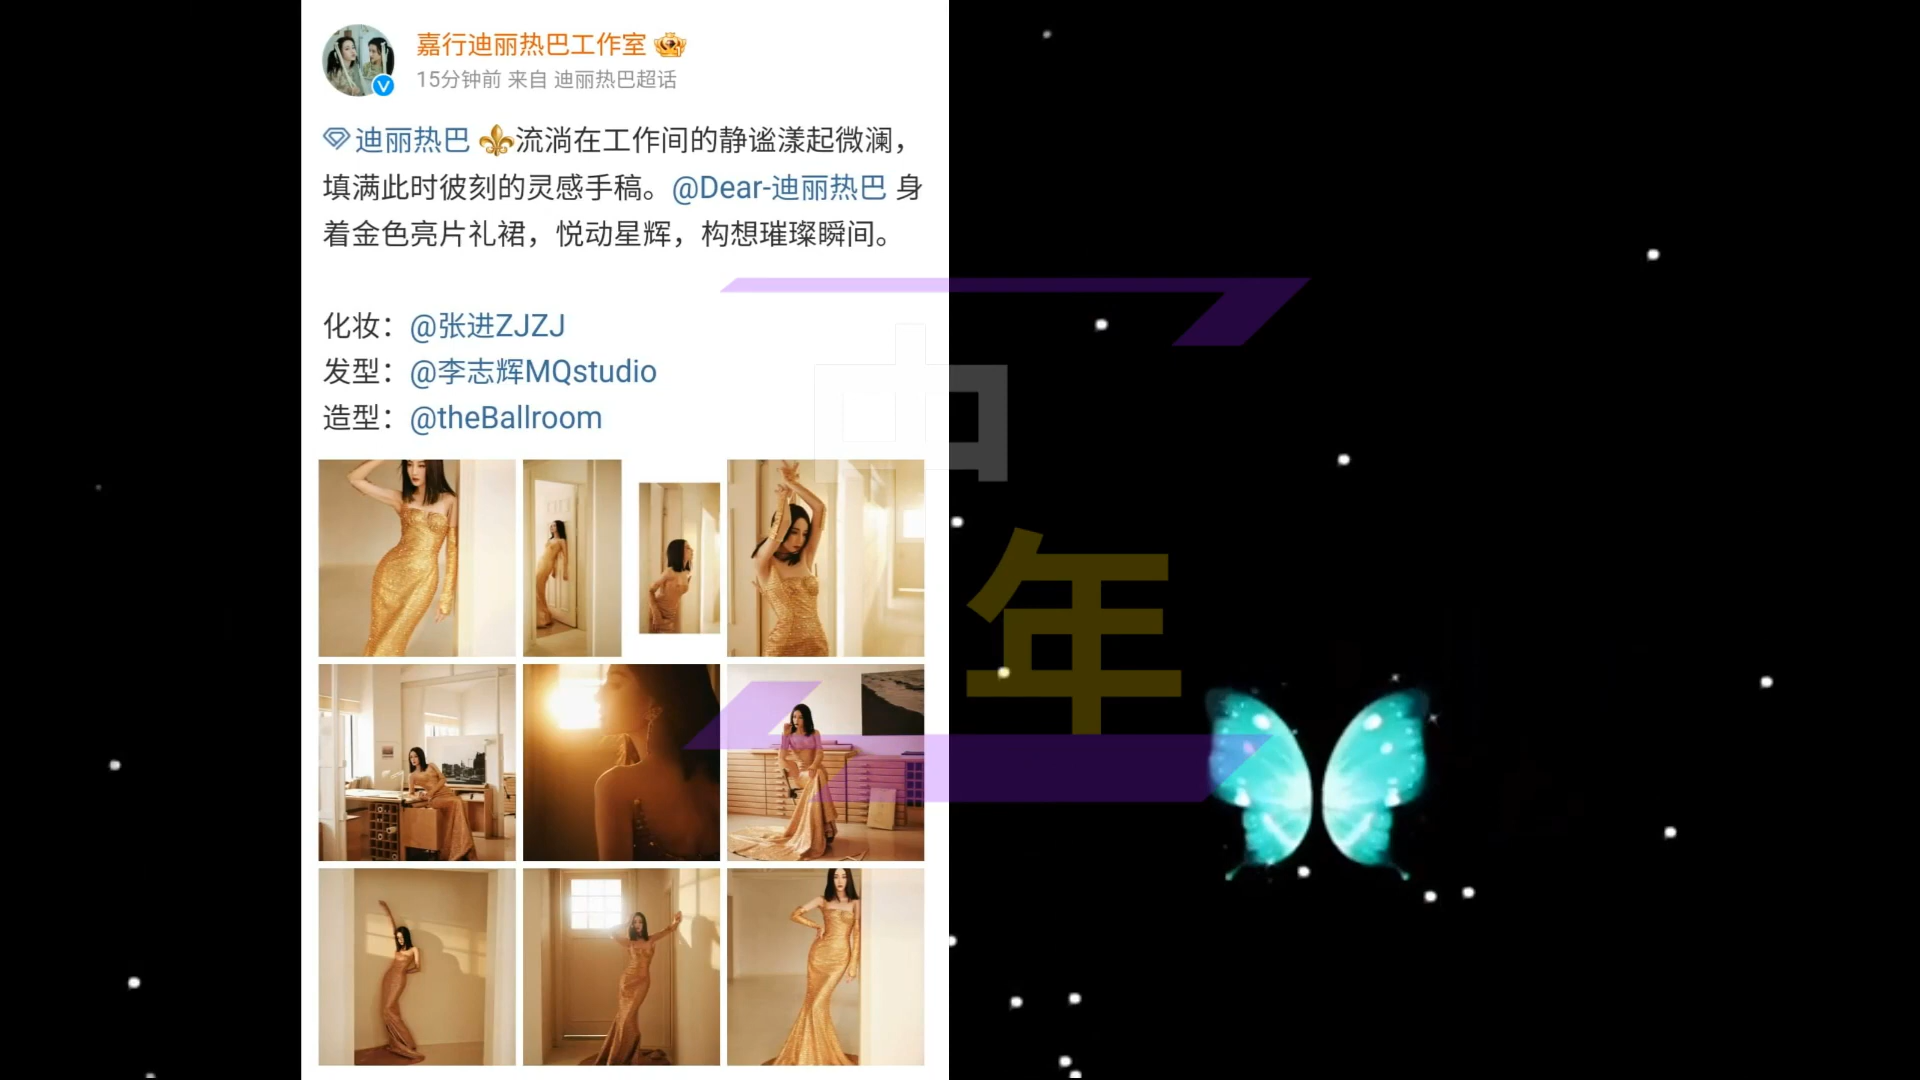 嘉行迪丽热巴工作室
15分钟前 来自 迪丽热巴超话
迪丽热巴 流淌在工作间的静谧漾起微澜，
填满此时彼刻的灵感手稿。@Dear-迪丽热巴 身
着金色亮片礼裙，悦动星辉，构想璀璨瞬间。
化妆：@张进ZJZJ
发型：@李志辉MQstudio
造型：@theBallroom
中
年